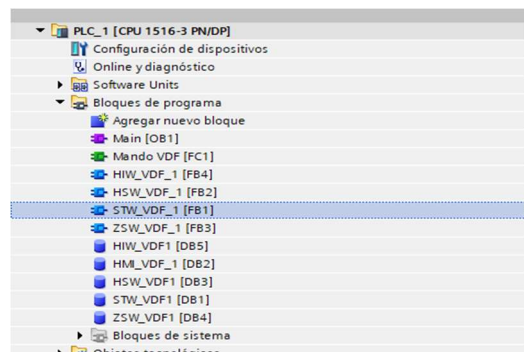 PLC_1 [CPU 1516-3 PN/DP]
Configuración de dispositivos
Online y diagnóstico
Software Units
Bloques de programa
Agregar nuevo bloque
Main [OB1]
Mando VDF [FC1]
HIW_VDF_1 [FB4]
HSW_VDF_1 [FB2]
STW_VDF_1 [FB1]
ZSW_VDF_1 [FB3]
HIW_VDF1 [DB5]
HMI_VDF_1 [DB2]
HSW_VDF1 [DB3]
STW_VDF1 [DB1]
ZSW_VDF1 [DB4]
Bloques de sistema
Objetos tecnológicos